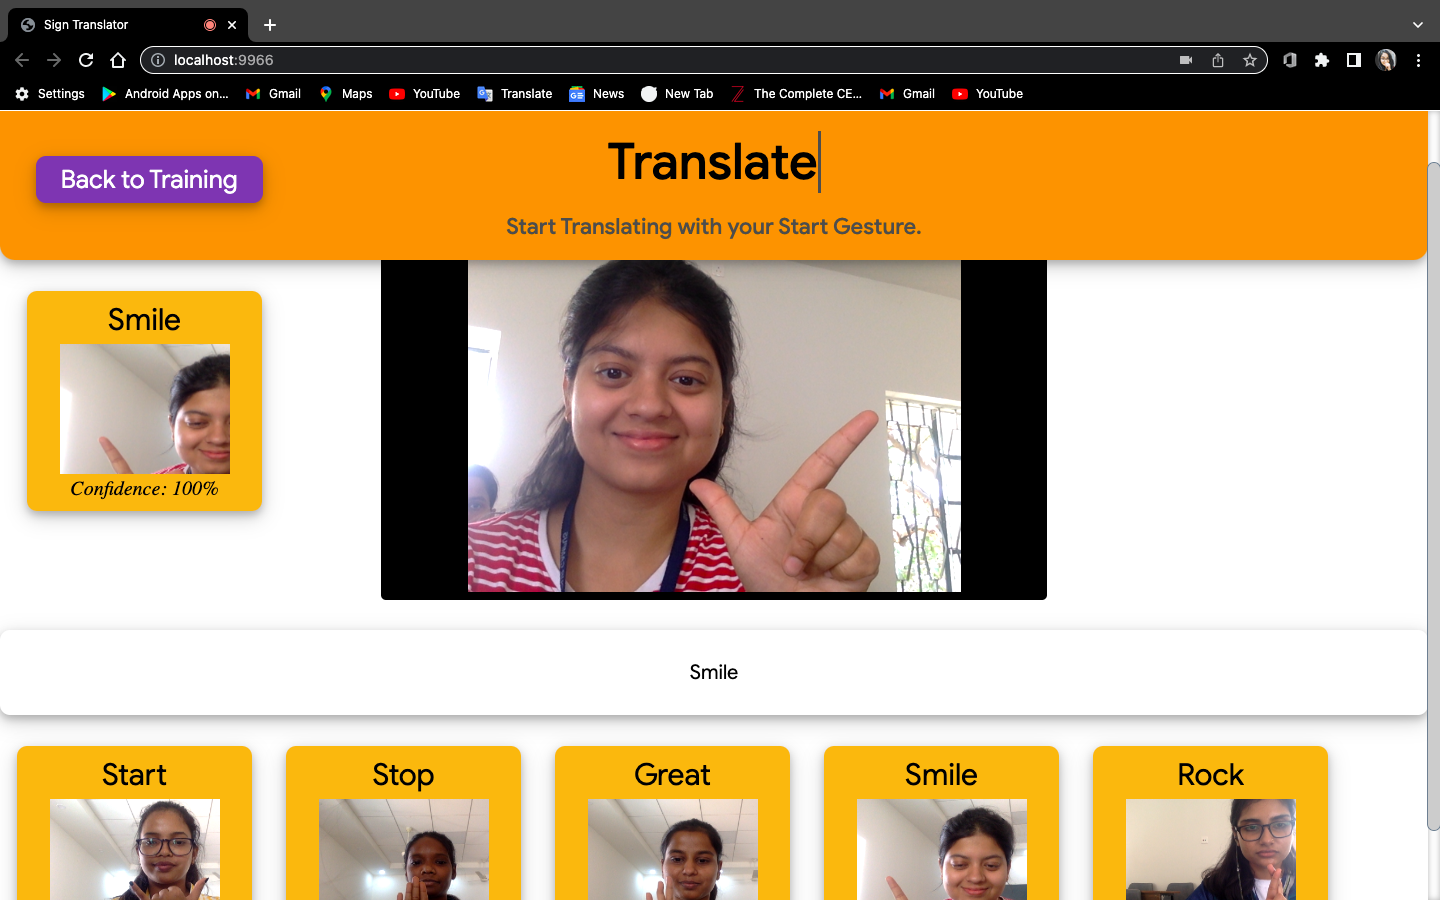 Sign Translator
localhost:9966
Settings
Android Apps on...
Gmail
Maps
YouTube
Translate
News
New Tab
The Complete CE...
Gmail
YouTube
Back to Training
Translate
Start Translating with your Start Gesture.
Smile
Confidence: 100%
Smile
Start
Stop
Great
Smile
Rock